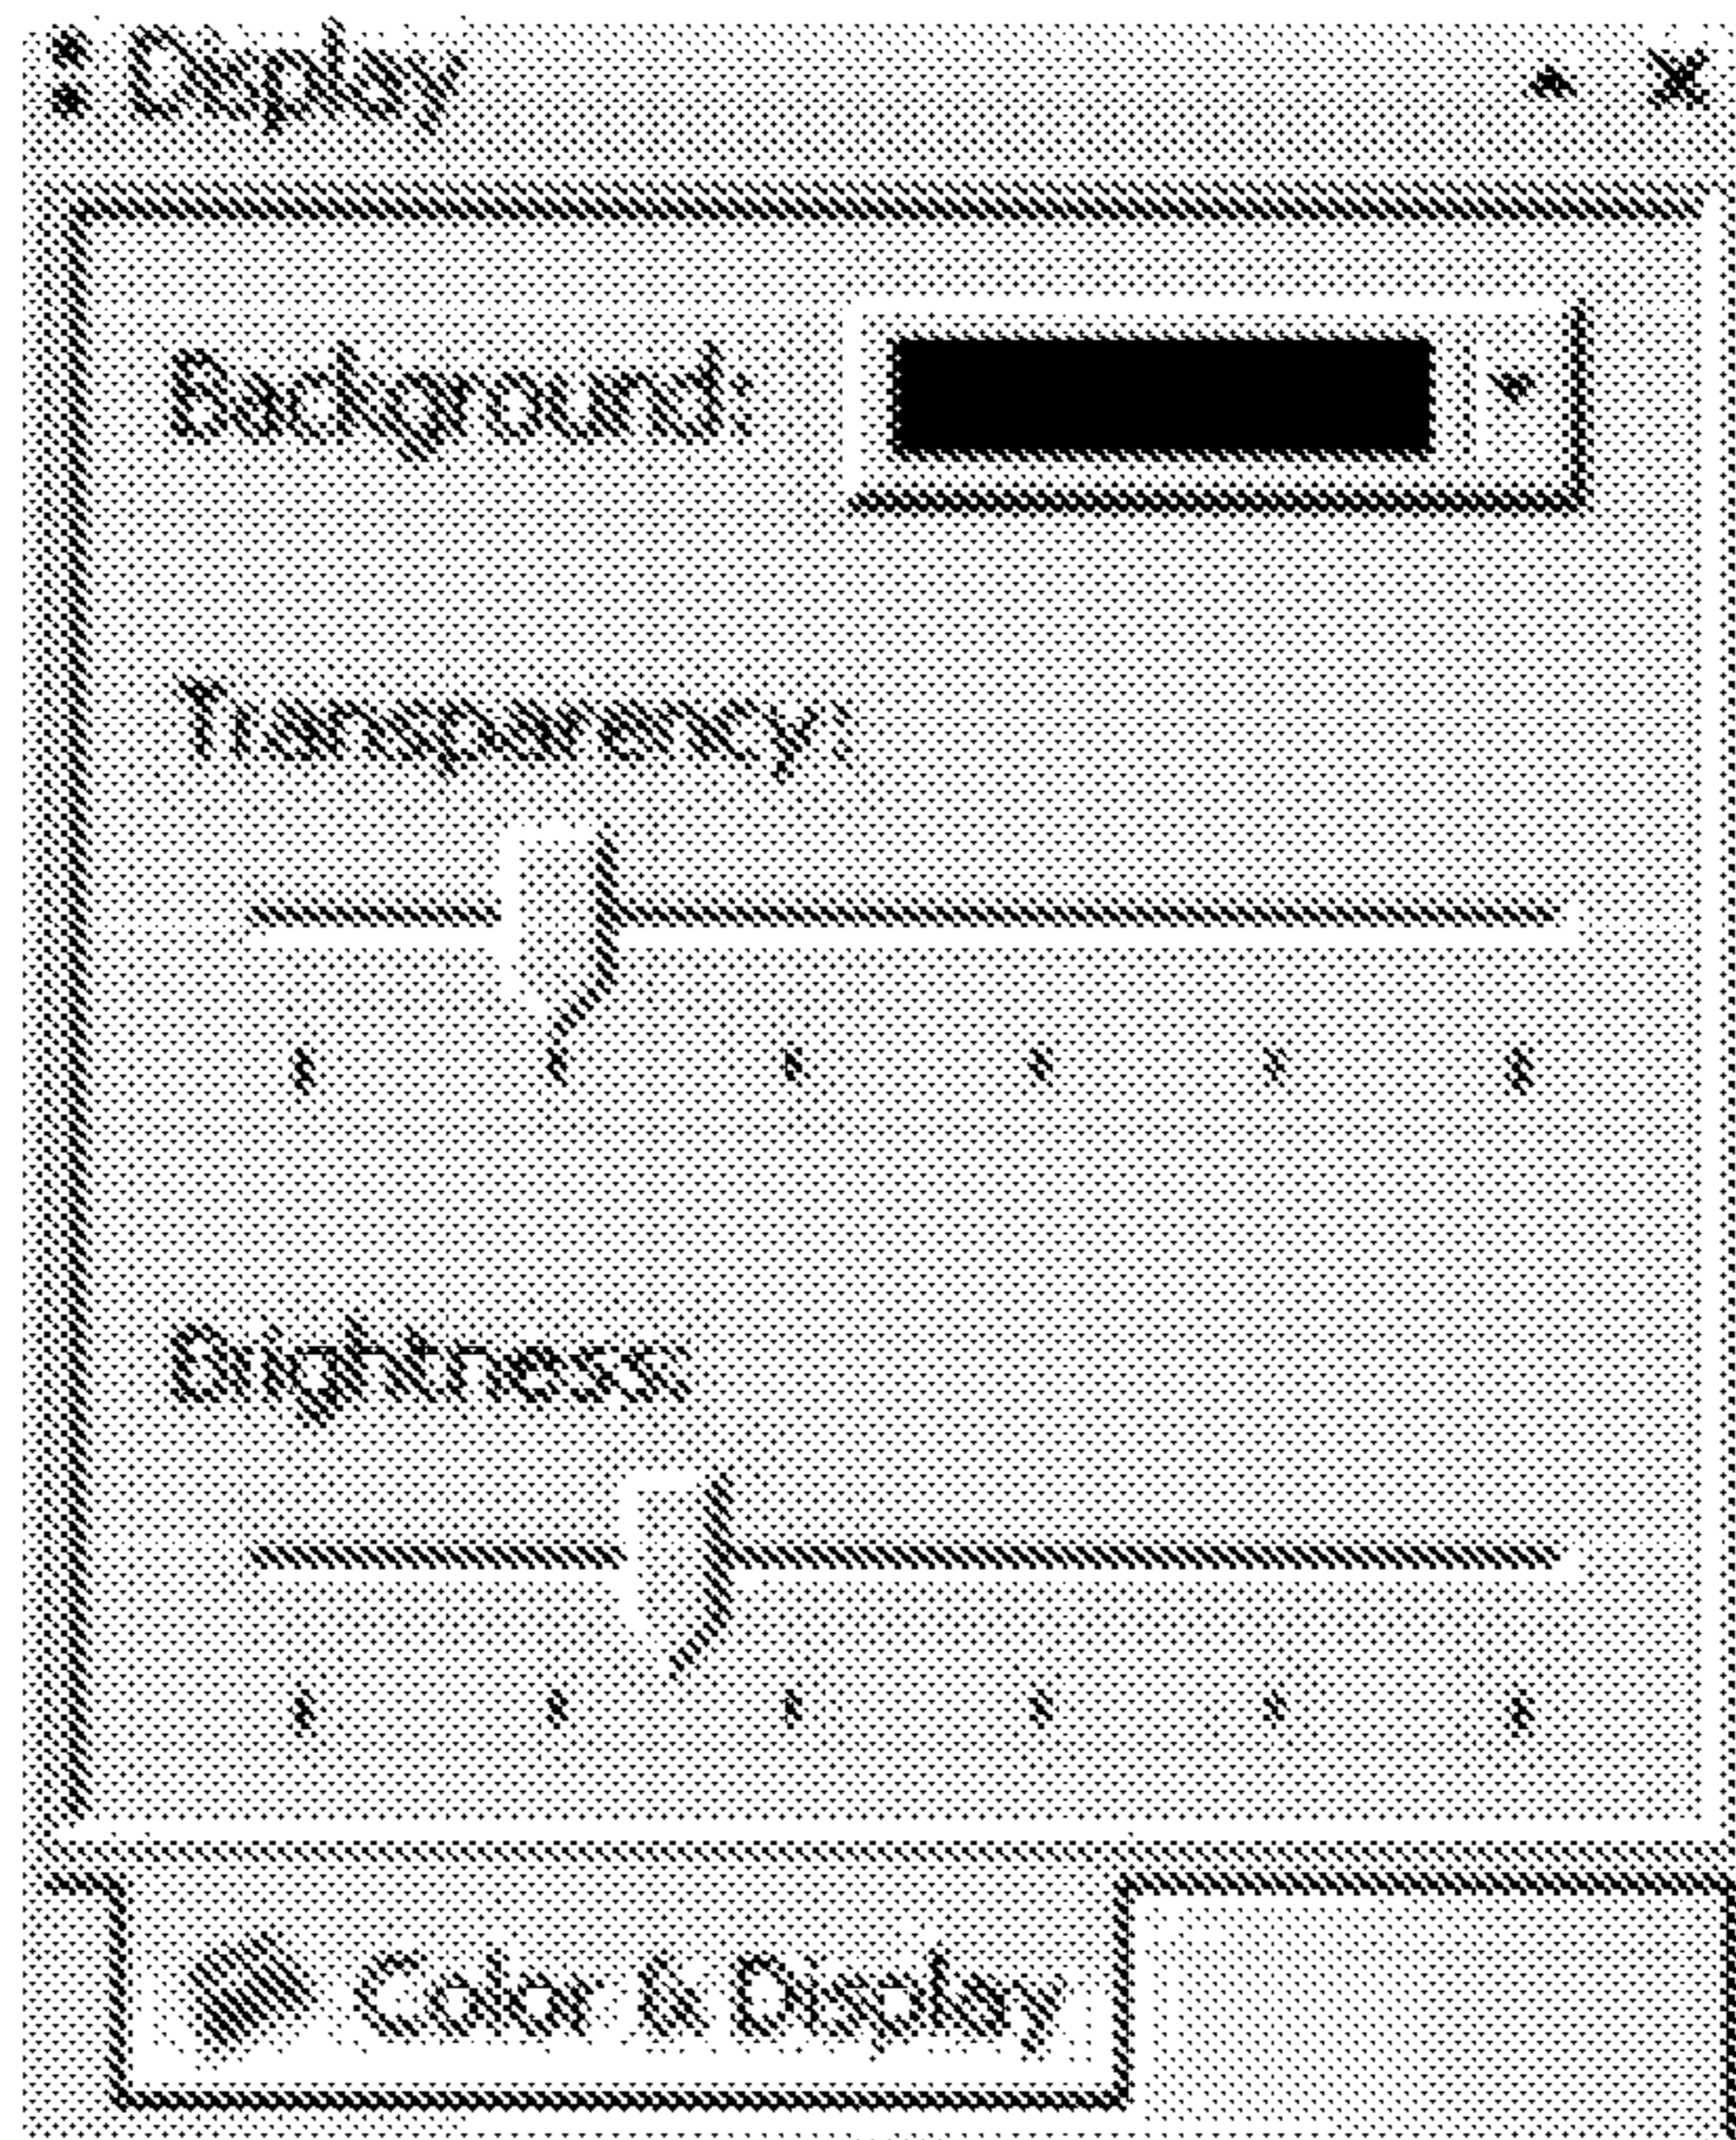 Display
Background:
Transparency:
Brightness:
Color & Display